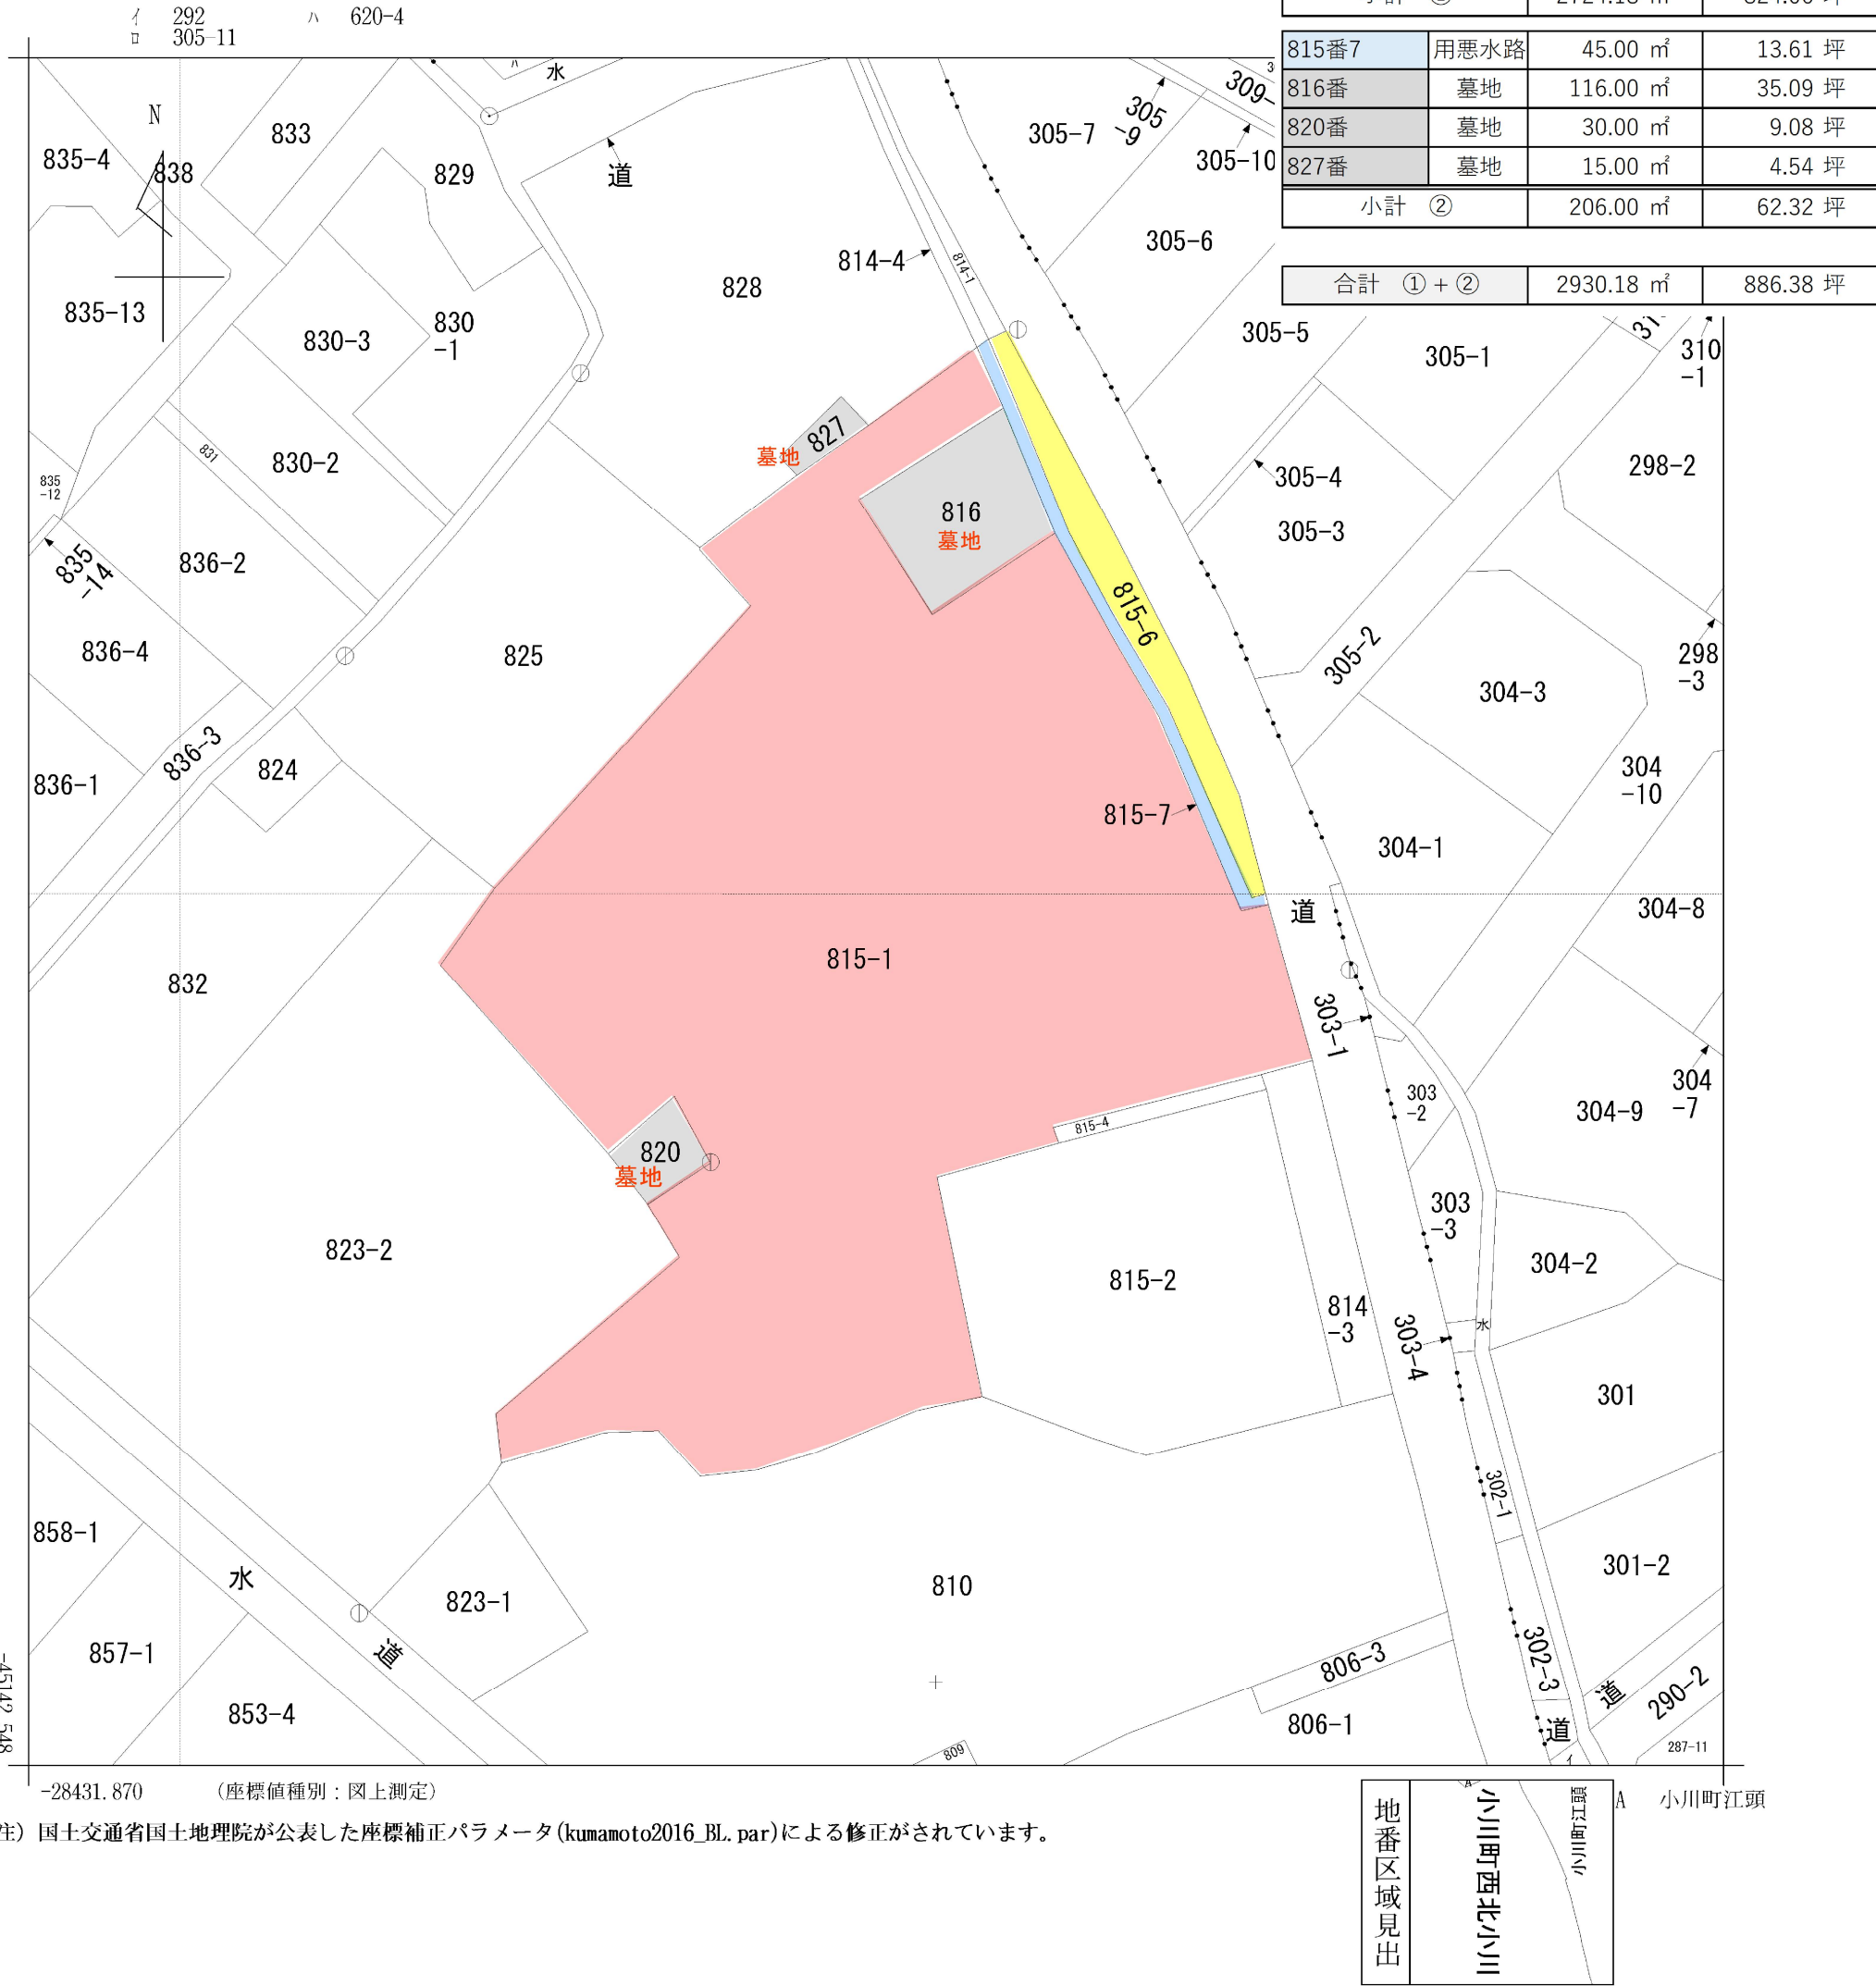 イ 292 ハ 620-4
ロ 305-11
815番7 用悪水路 45.00 ㎡ 13.61 坪
816番 墓地 116.00 ㎡ 35.09 坪
820番 墓地 30.00 ㎡ 9.08 坪
827番 墓地 15.00 ㎡ 4.54 坪
小計 ② 206.00 ㎡ 62.32 坪
合計 ①+② 2930.18 ㎡ 886.38 坪
ハ
水
309-
305
-9
305-7
305-10
N
833
835-4
838
829
道
305-6
814-4
814-1
828
835-13
830-3
830
-1
305-5
305-1
310
-1
827
墓地
831
830-2
835
-12
816
墓地
305-4
298-2
305-3
835
-14
836-2
815-6
836-4
825
305-2
298
-3
304-3
836-3
824
836-1
304
-10
815-7
304-1
道
304-8
815-1
832
303-1
303
-2
304
-7
304-9
815-4
820
墓地
303
-3
823-2
304-2
815-2
814
-3
水
303-4
301
302-1
858-1
水
301-2
810
823-1
道
857-1
302-3
806-3
道
290-2
853-4
806-1
道
809
287-11
イ
-45142.548
-28431.870 (座標値種別：図上測定)
A 小川町江頭
注) 国土交通省国土地理院が公表した座標補正パラメータ(kumamoto2016_BL.par)による修正がされています。
地番区域見出
A
小川町西北小川
小川町江頭